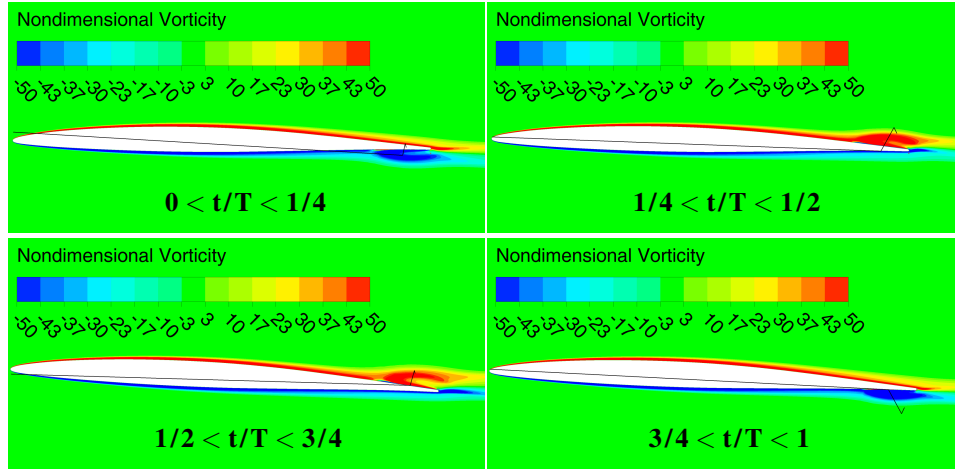 Nondimensional Vorticity
-50 -43 -37 -30 -23 -17 -10 -3 3 10 17 23 30 37 43 50
0 < t/T < 1/4
Nondimensional Vorticity
-50 -43 -37 -30 -23 -17 -10 -3 3 10 17 23 30 37 43 50
1/4 < t/T < 1/2
Nondimensional Vorticity
-50 -43 -37 -30 -23 -17 -10 -3 3 10 17 23 30 37 43 50
1/2 < t/T < 3/4
Nondimensional Vorticity
-50 -43 -37 -30 -23 -17 -10 -3 3 10 17 23 30 37 43 50
3/4 < t/T < 1